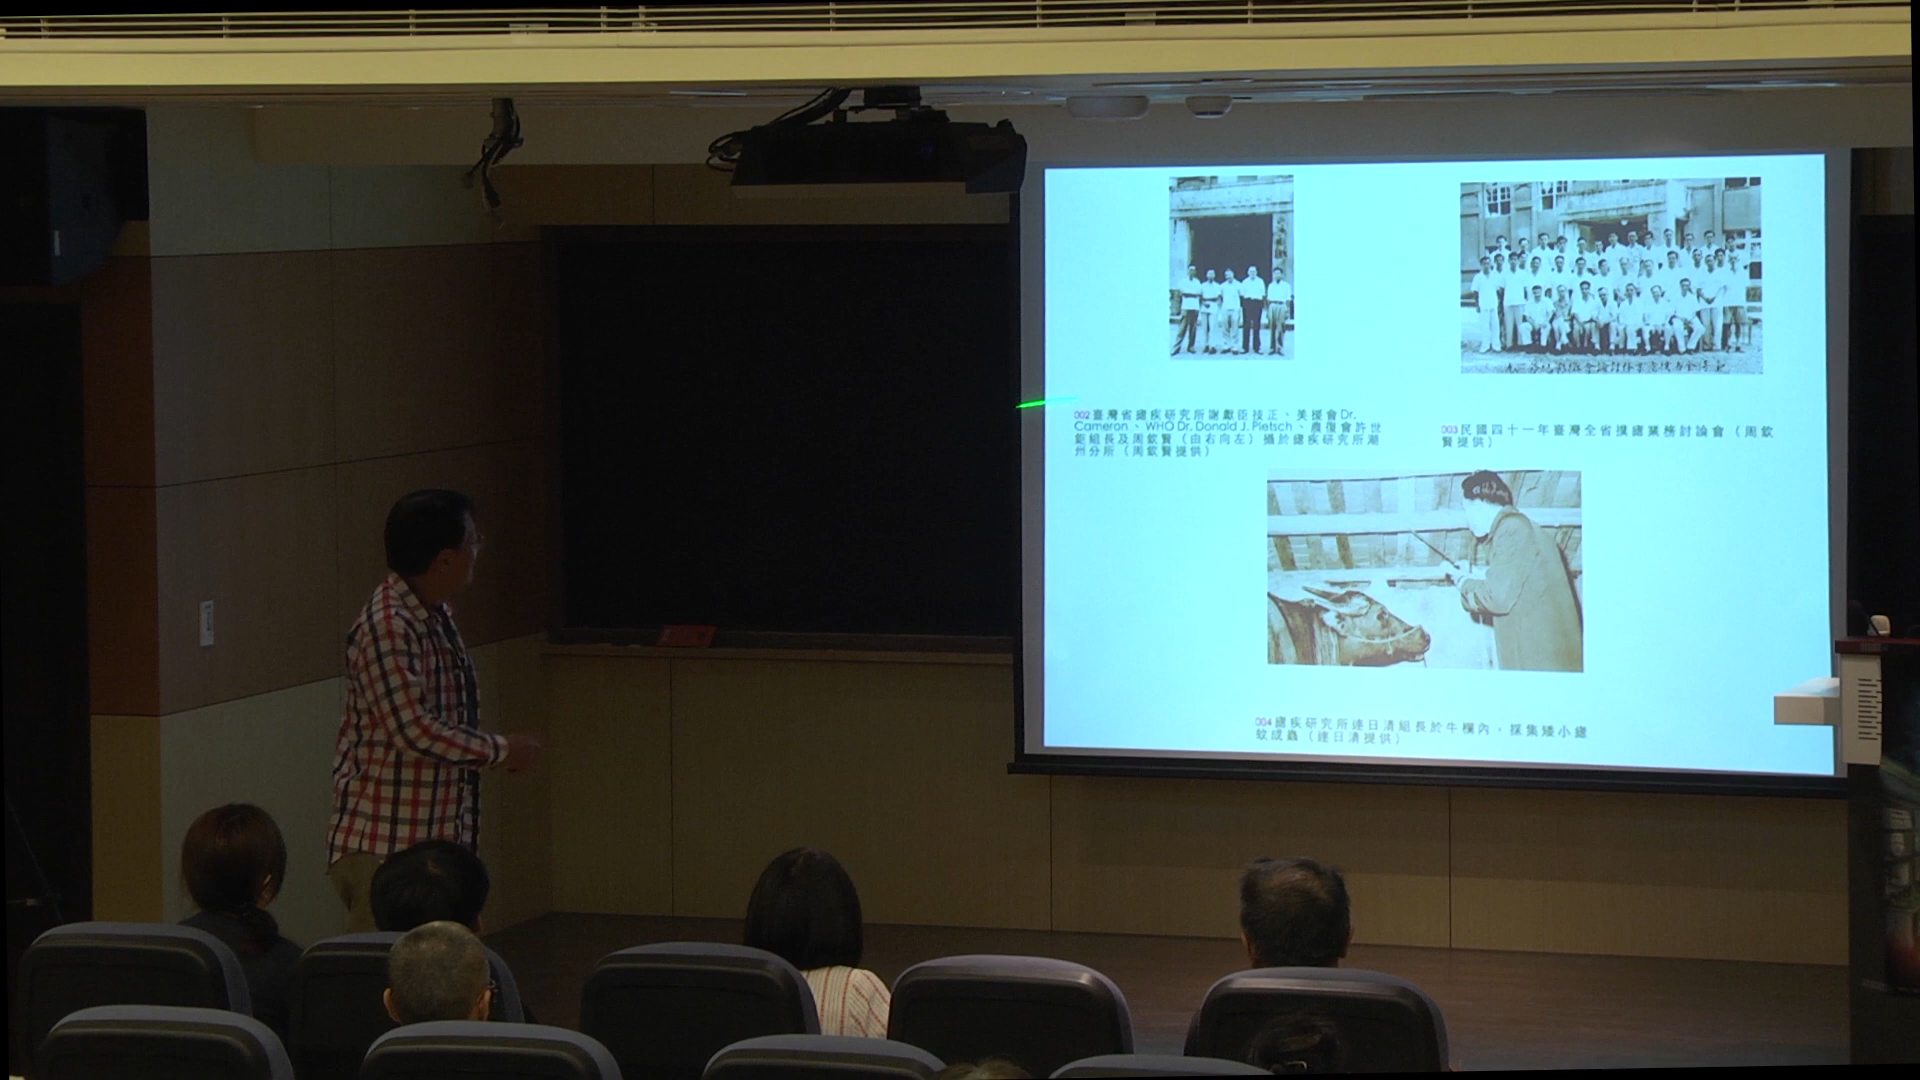 002臺灣省瘧疾研究所謝獻臣技正、美援會Dr.
Cameron、WHO Dr. Donald J. Pletsch、農復會許世
鉅組長及周欽賢（由右向左）攝於瘧疾研究所潮
州分所（周欽賢提供）
003民國四十一年臺灣全省撲瘧業務討論會（周欽
賢提供）
004瘧疾研究所連日清組長於牛欄內，採集矮小瘧
蚊成蟲（連日清提供）